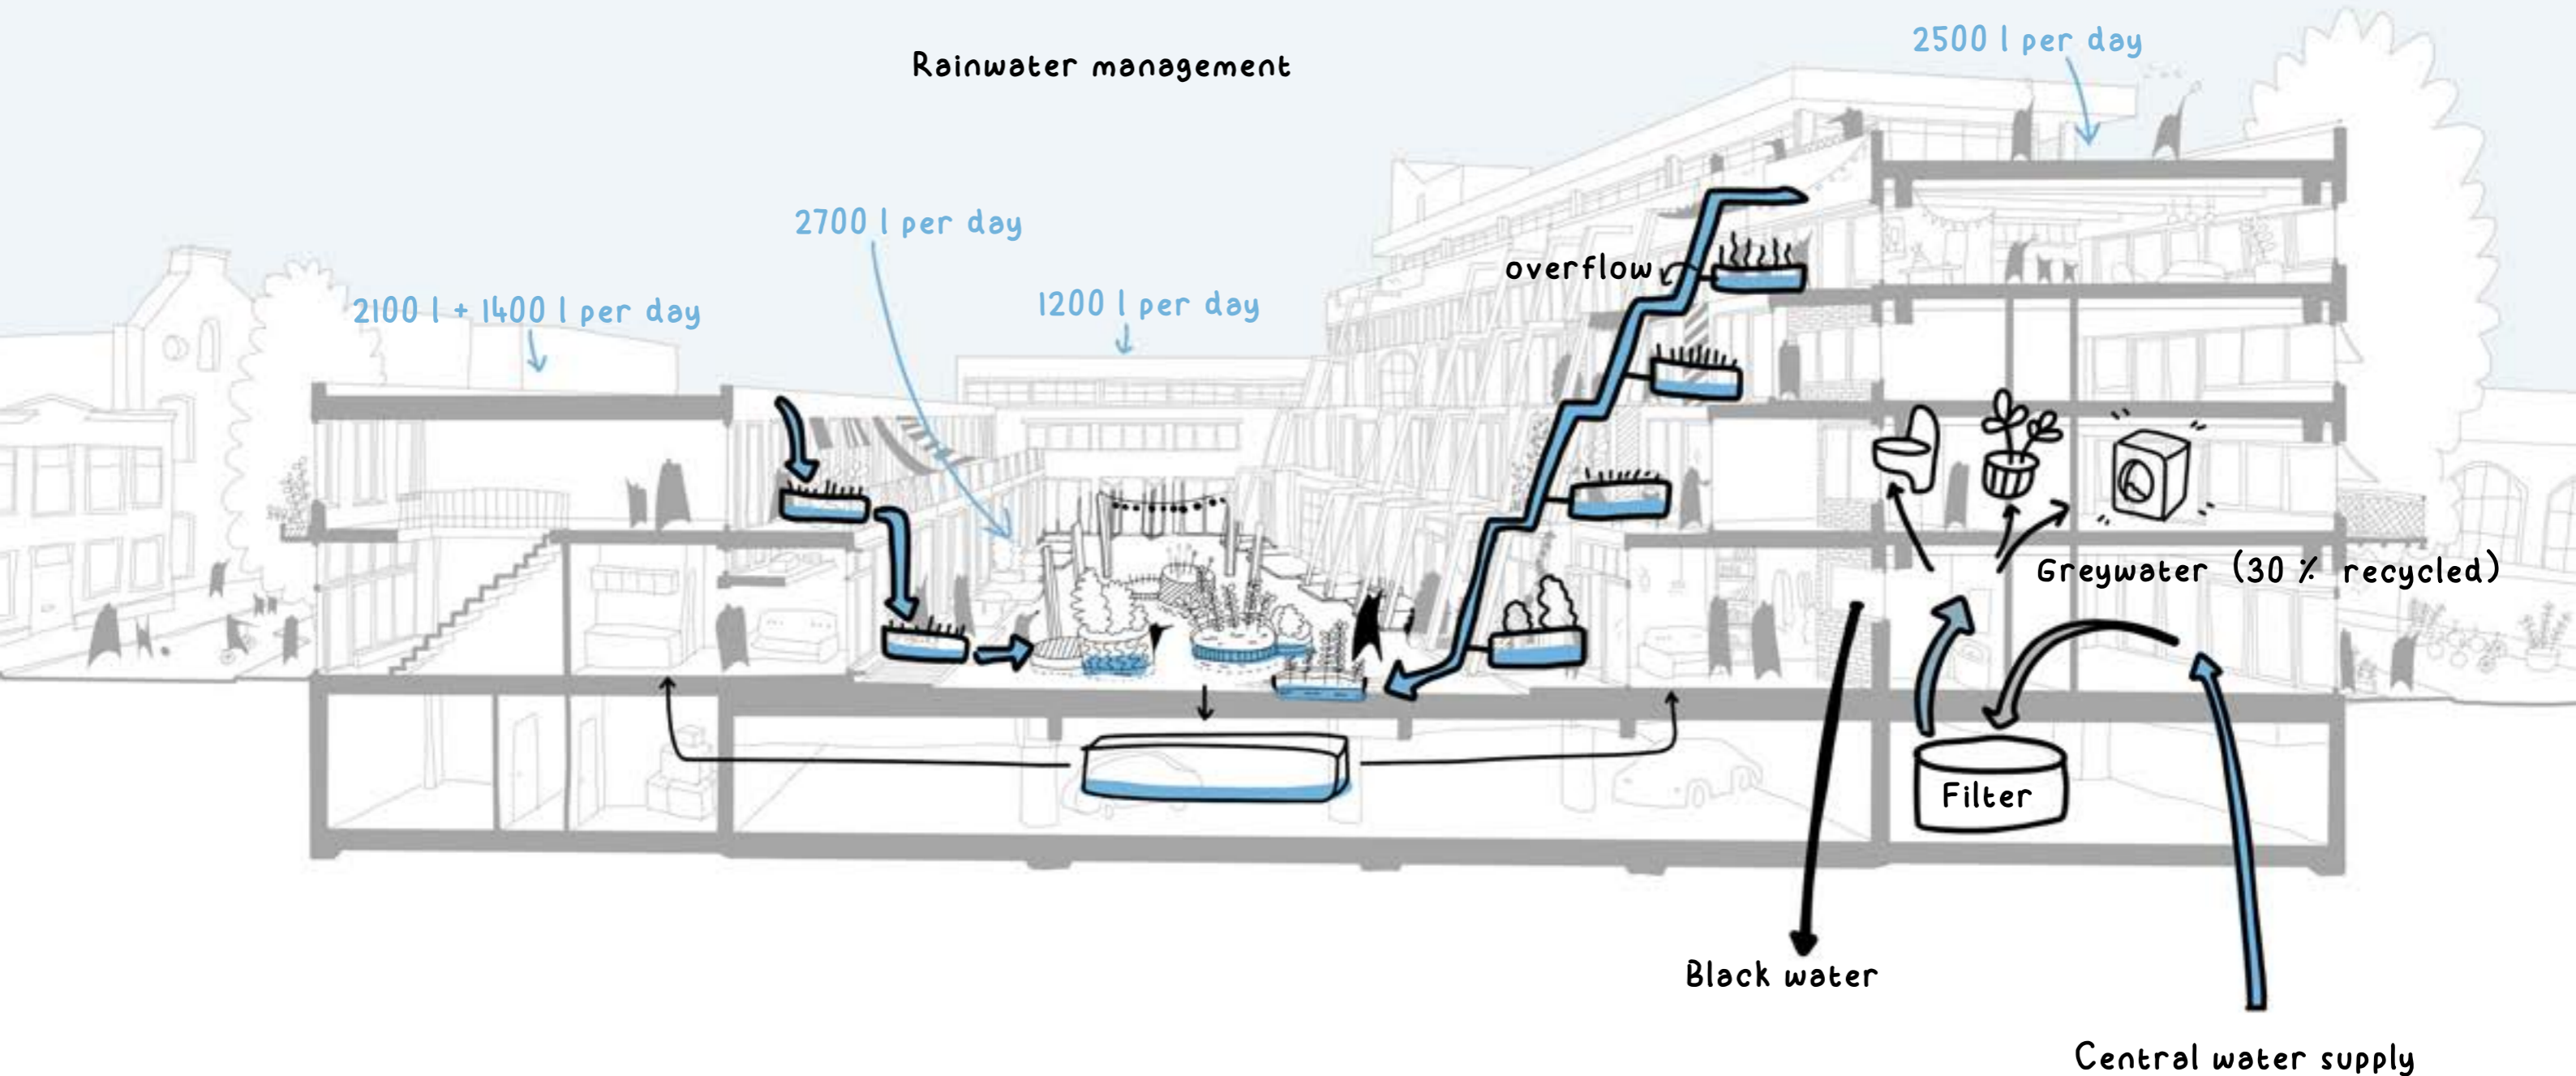 Rainwater management
2500 l per day
2700 l per day
2100 l + 1400 l per day
1200 l per day
overflow
Greywater (30 % recycled)
Filter
Black water
Central water supply